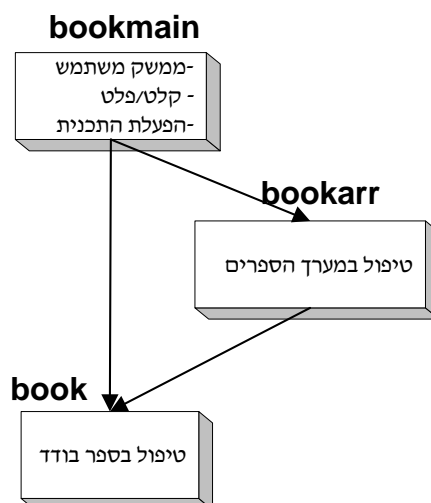 bookmain
-ממשק משתמש
- קלט/פלט
-הפעלת התכנית
bookarr
טיפול במערך הספרים
book
טיפול בספר בודד